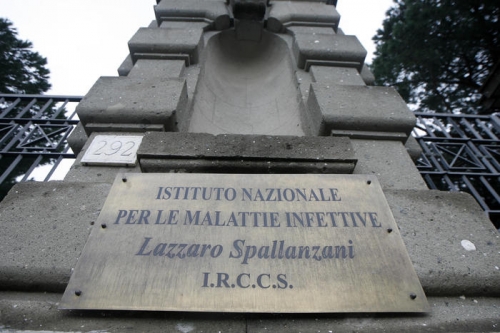 292
ISTITUTO NAZIONALE
PER LE MALATTIE INFETTIVE
Lazzaro Spallanzani
I.R.C.C.S.